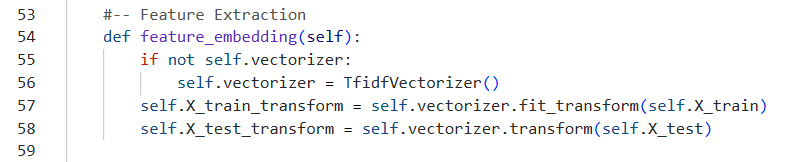 53 #-- Feature Extraction
54 def feature_embedding(self):
55 if not self.vectorizer:
56 self.vectorizer = TfidfVectorizer()
57 self.X_train_transform = self.vectorizer.fit_transform(self.X_train)
58 self.X_test_transform = self.vectorizer.transform(self.X_test)
59